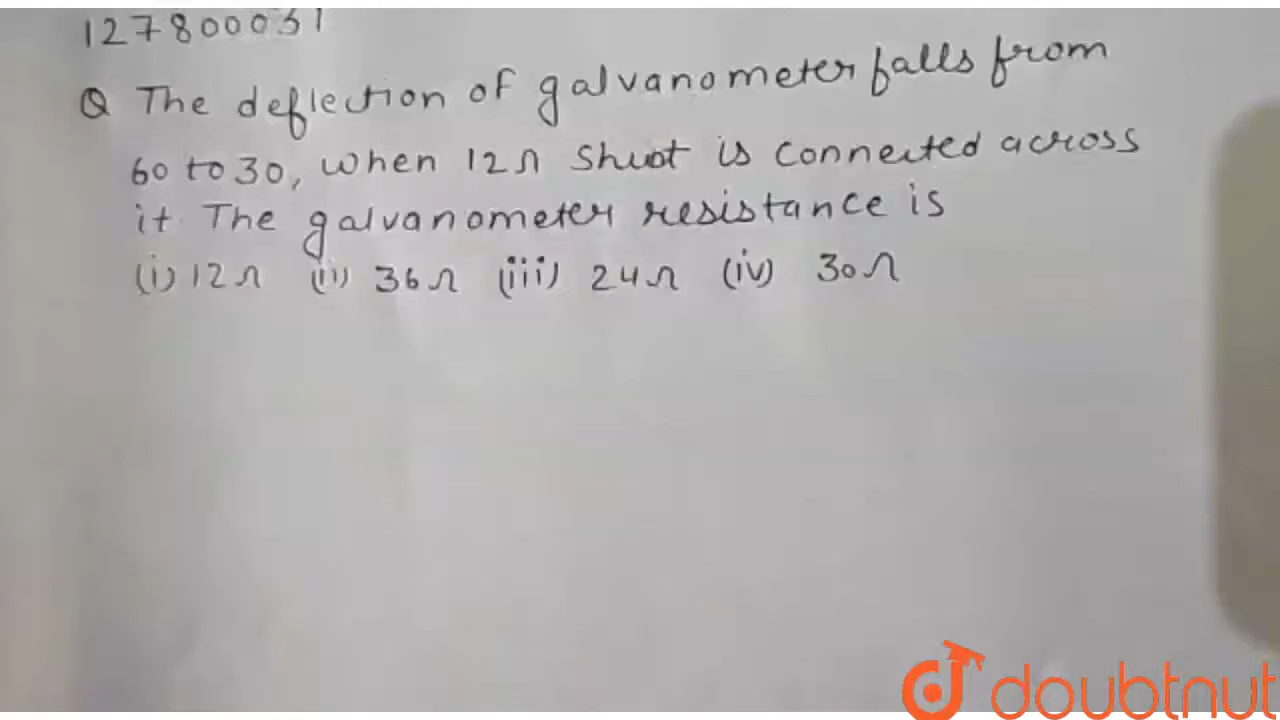 127800031
Q The deflection of galvanometer falls from
60 to 30, when 12Ω Shunt is connected across
it. The galvanometer resistance is
(i) 12Ω (ii) 36Ω (iii) 24Ω (iv) 30Ω
doubtnut